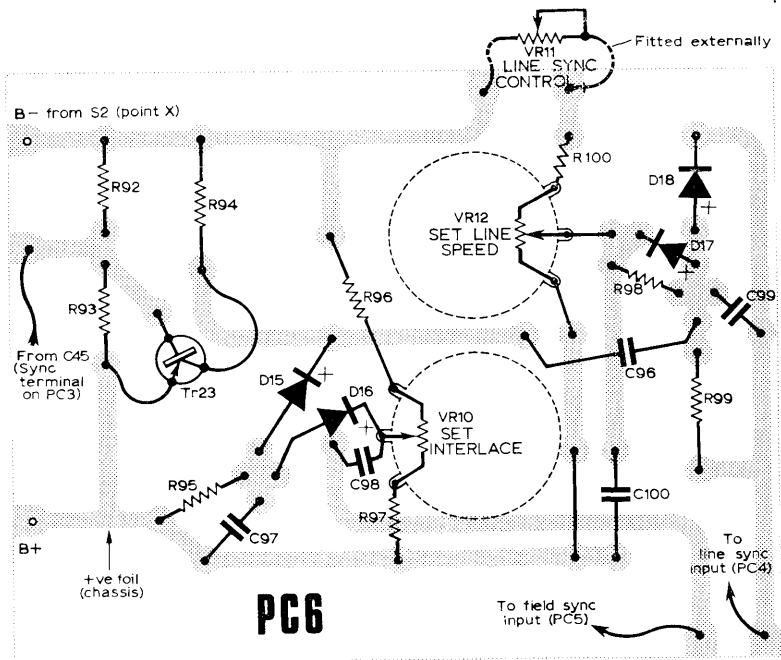 VR11
LINE SYNC
CONTROL
Fitted externally
B- from S2 (point X)
R92
R94
R100
D18
VR12
SET LINE
SPEED
D17
R93
R96
R98
C99
From C45
(Sync
terminal
on PC3)
Tr23
D15
D16
C96
VR10
SET
INTERLACE
R99
R95
C98
C97
R97
C100
B+
+ve foil
(chassis)
PC6
To field sync
input (PC5)
To
line sync
input (PC4)